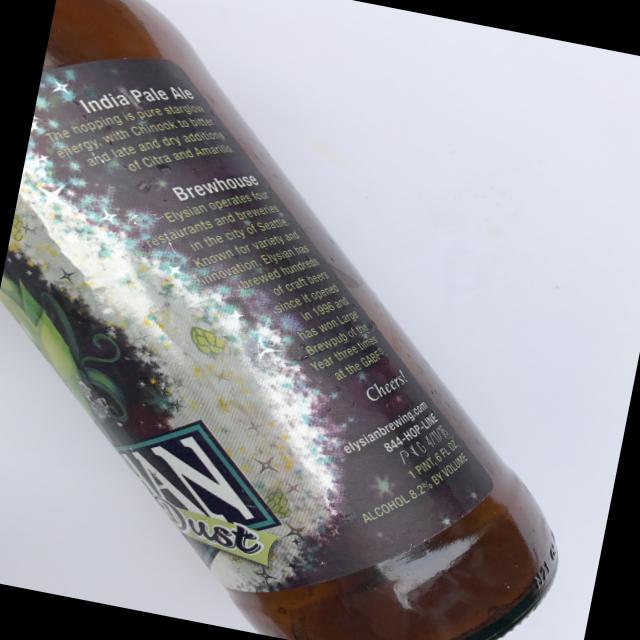 India Pale Ale
The hopping is pure stardust
energy, with Chinook to bitter
and late and dry additions
of Citra and Amarillo.
Brewhouse
Elysian operates
restaurants and breweries
in the city of
Known for variety and
innovation, Elysian has
brewed hundreds
of craft
Since it opened
in 1996 and
has won Large
Brewpub of the
Year three times
at the GABF.
Cheers!
elysianbrewing.com
844-HOP-LINE
1 PINT 6 FL OZ
ALCOHOL 8.2% BY VOLUME
AN
Dust